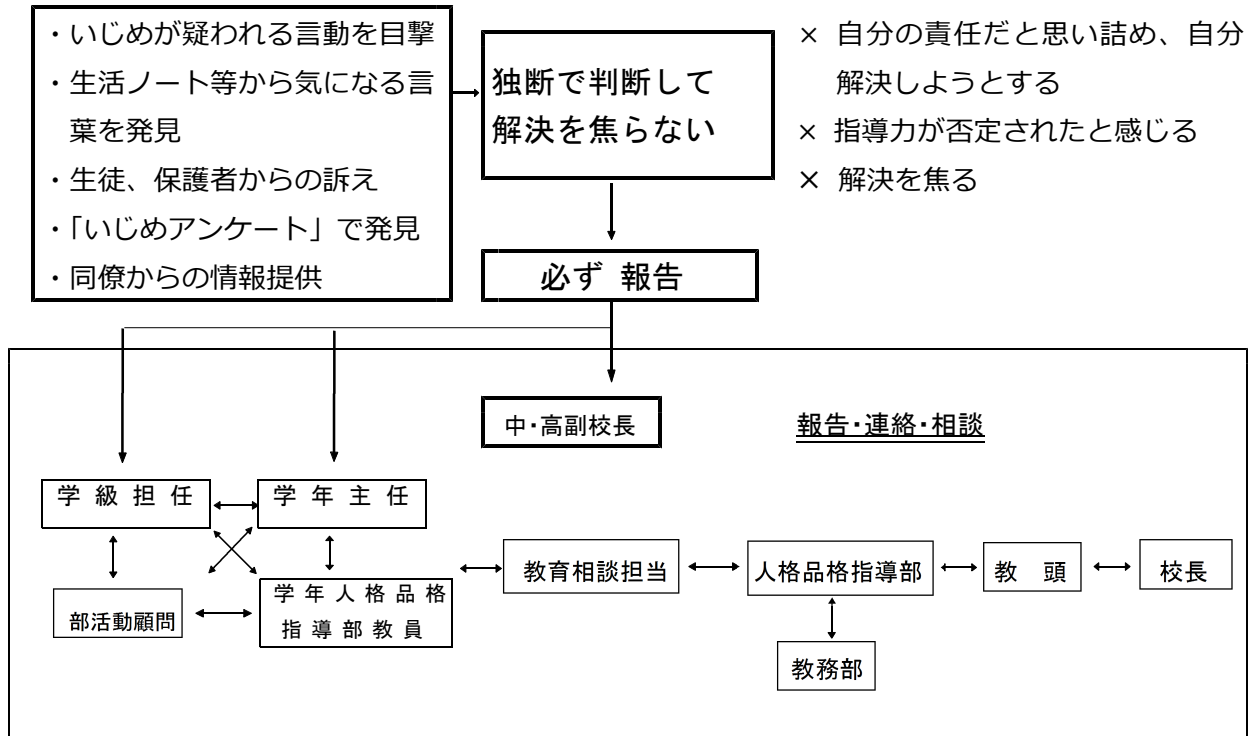 ・いじめが疑われる言動を目撃
・生活ノート等から気になる言
葉を発見
・生徒、保護者からの訴え
・「いじめアンケート」で発見
・同僚からの情報提供
独断で判断して
解決を焦らない
× 自分の責任だと思い詰め、自分
解決しようとする
× 指導力が否定されたと感じる
× 解決を焦る
必ず 報告
中・高副校長
報告・連絡・相談
学 級 担 任
学 年 主 任
部活動顧問
学 年 人 格 品 格
指 導 部 教 員
教育相談担当
人格品格指導部
教 頭
校長
教務部